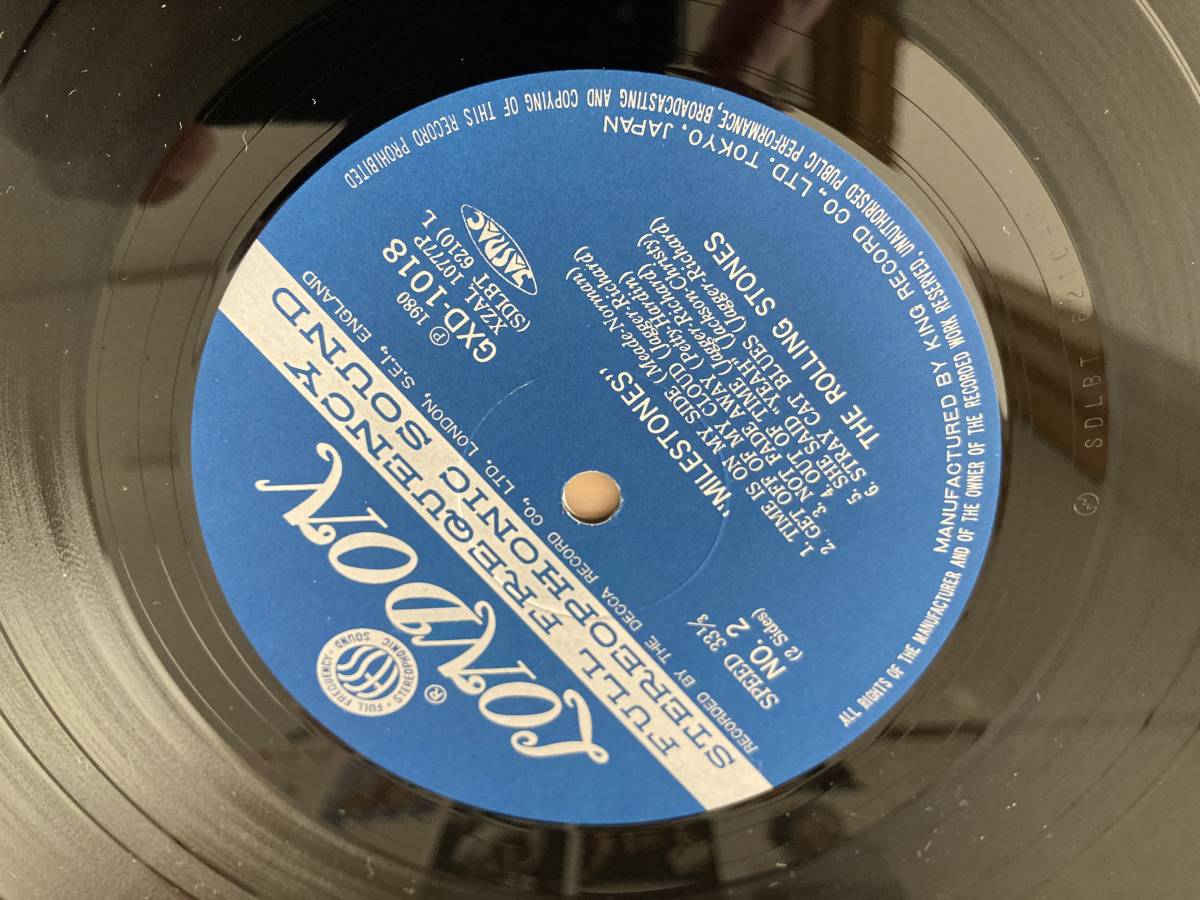 LONDON
®
FULL FREQUENCY • STEREOPHONIC SOUND •
FULL FREQUENCY
STEREOPHONIC SOUND
RECORDED BY THE DECCA RECORD CO., LTD. LONDON, S.E.I, ENGLAND
SPEED 33⅓
NO. 2
(2 Sides)
℗ 1980
GXD-1018
XZAL 10777P
(SDLBT 6210) L
JASRAC
"MILESTONES"
1. TIME IS ON MY SIDE (Meade-Norman)
2. GET OFF OF MY CLOUD (Jagger-Richard)
3. NOT FADE AWAY (Petty-Hardin)
4. OUT OF TIME (Jagger-Richard)
5. SHE SAID "YEAH" (Jackson-Christy)
6. STRAY CAT BLUES (Jagger-Richard)
THE ROLLING STONES
MANUFACTURED BY KING RECORD CO., LTD. TOKYO, JAPAN
ALL RIGHTS OF THE MANUFACTURER AND OF THE OWNER OF THE RECORDED WORK RESERVED, UNAUTHORISED PUBLIC PERFORMANCE, BROADCASTING AND COPYING OF THIS RECORD PROHIBITED
SDLBT